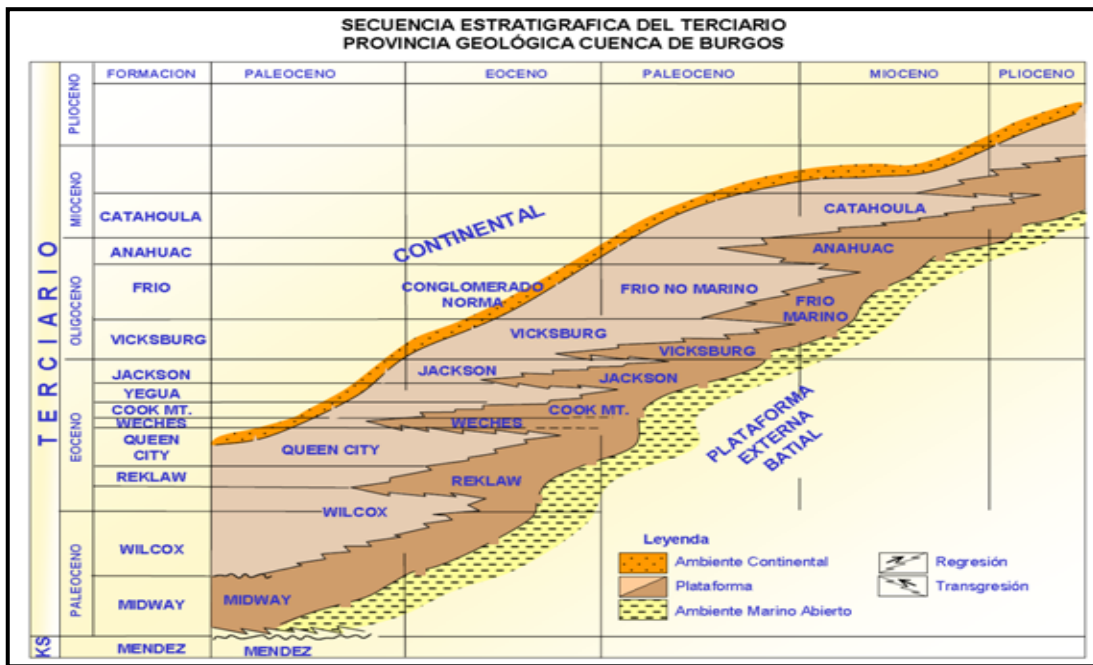 SECUENCIA ESTRATIGRAFICA DEL TERCIARIO
PROVINCIA GEOLÓGICA CUENCA DE BURGOS
FORMACION
PALEOCENO
EOCENO
PALEOCENO
MIOCENO
PLIOCENO
TERCIARIO
KS
PLIOCENO
MIOCENO
OLIGOCENO
EOCENO
PALEOCENO
CATAHOULA
ANAHUAC
FRIO
VICKSBURG
JACKSON
YEGUA
COOK MT.
WECHES
QUEEN
CITY
REKLAW
WILCOX
MIDWAY
MENDEZ
CONTINENTAL
CATAHOULA
ANAHUAC
CONGLOMERADO
NORMA
FRIO NO MARINO
FRIO
MARINO
VICKSBURG
VICKSBURG
JACKSON
JACKSON
COOK MT.
WECHES
QUEEN CITY
REKLAW
WILCOX
MIDWAY
MENDEZ
PLATAFORMA
EXTERNA
BATIAL
Leyenda
Ambiente Continental
Plataforma
Ambiente Marino Abierto
Regresión
Transgresión